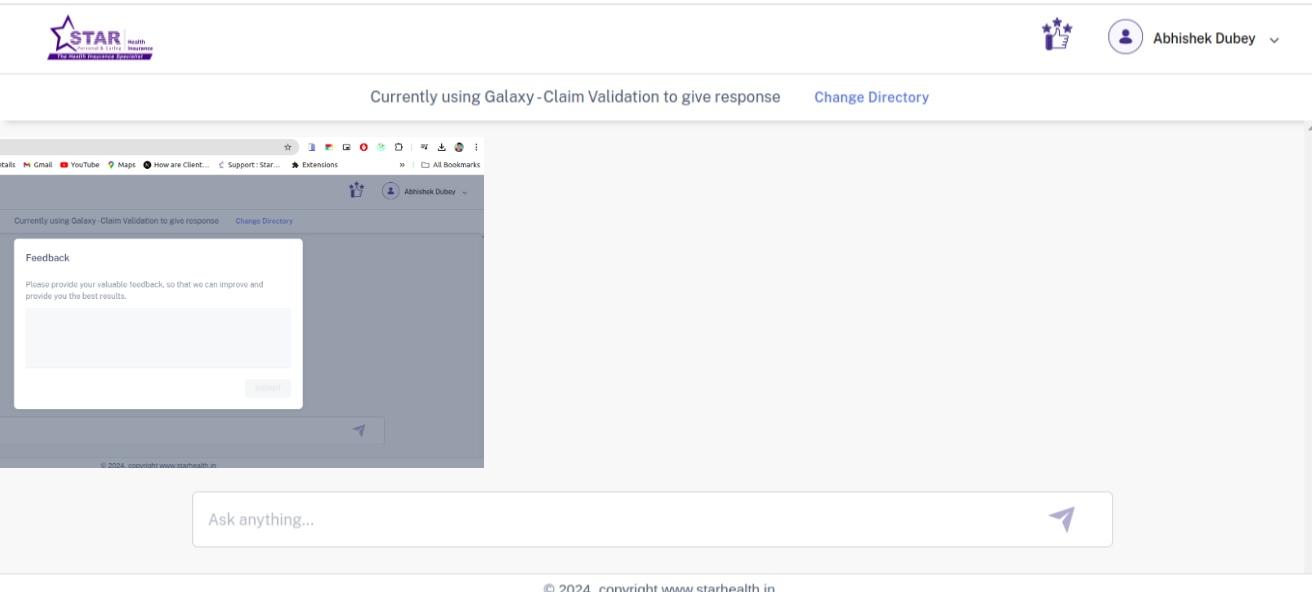 STAR Health
Personal & Caring Insurance
The Health Insurance Specialist
Abhishek Dubey
Currently using Galaxy - Claim Validation to give response Change Directory
etails Gmail YouTube Maps How are Client... Support : Star... Extensions » All Bookmarks
Abhishek Dubey
Currently using Galaxy - Claim Validation to give response Change Directory
Feedback
Please provide your valuable feedback, so that we can improve and
provide you the best results.
© 2024, copyright www.starhealth.in
Ask anything...
© 2024, copyright www.starhealth.in